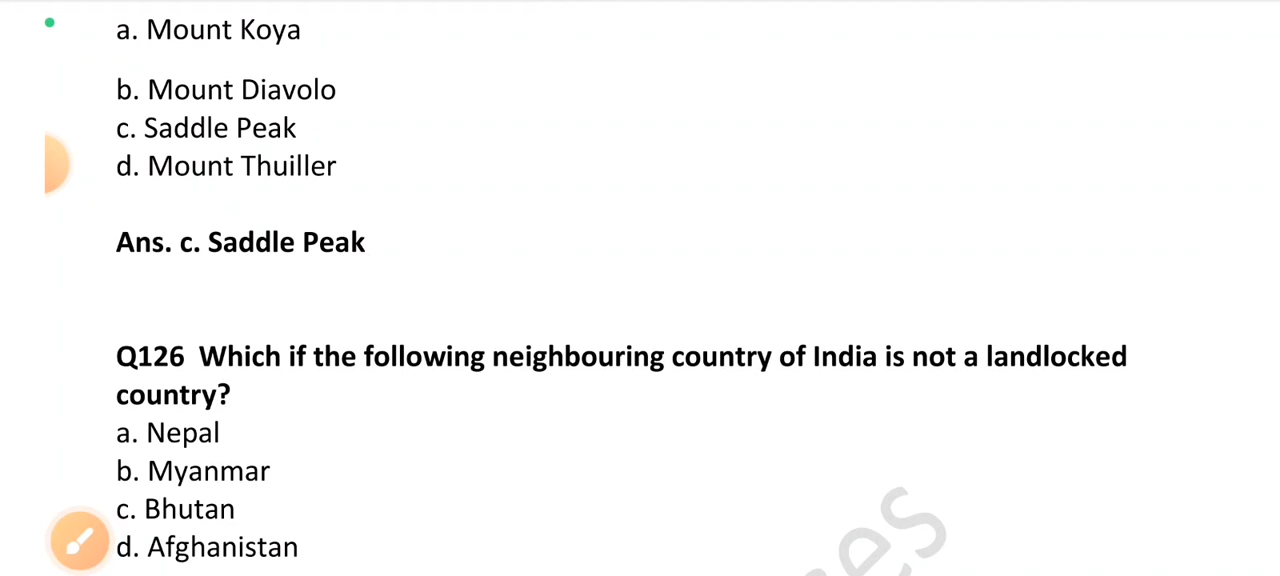 a. Mount Koya
b. Mount Diavolo
c. Saddle Peak
d. Mount Thuiller
Ans. c. Saddle Peak
Q126  Which if the following neighbouring country of India is not a landlocked
country?
a. Nepal
b. Myanmar
c. Bhutan
d. Afghanistan